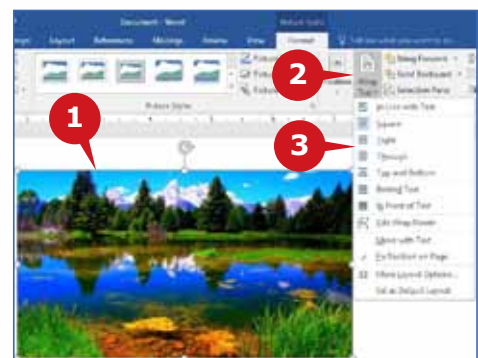 Document - Word
Layout References Mailings Review View Format Tell me what you want to do...
Picture Styles
2
Wrap
Text
Bring Forward
Send Backward
Selection Pane
1
3
In Line with Text
Square
Tight
Through
Top and Bottom
Behind Text
In Front of Text
Edit Wrap Points
Move with Text
Fix Position on Page
More Layout Options...
Set as Default Layout